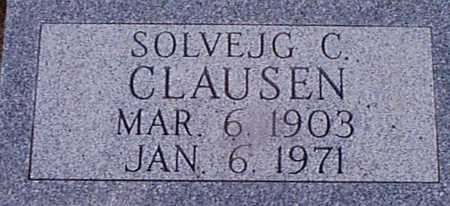 SOLVEJG C.
CLAUSEN
MAR. 6, 1903
JAN. 6, 1971